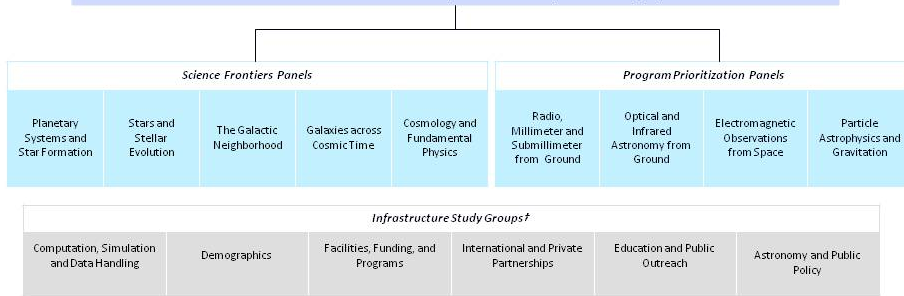 Science Frontiers Panels
Planetary
Systems and
Star Formation
Stars and
Stellar
Evolution
The Galactic
Neighborhood
Galaxies across
Cosmic Time
Cosmology and
Fundamental
Physics
Program Prioritization Panels
Radio,
Millimeter and
Submillimeter
from Ground
Optical and
Infrared
Astronomy from
Ground
Electromagnetic
Observations
from Space
Particle
Astrophysics and
Gravitation
Infrastructure Study Groups†
Computation, Simulation
and Data Handling
Demographics
Facilities, Funding, and
Programs
International and Private
Partnerships
Education and Public
Outreach
Astronomy and Public
Policy